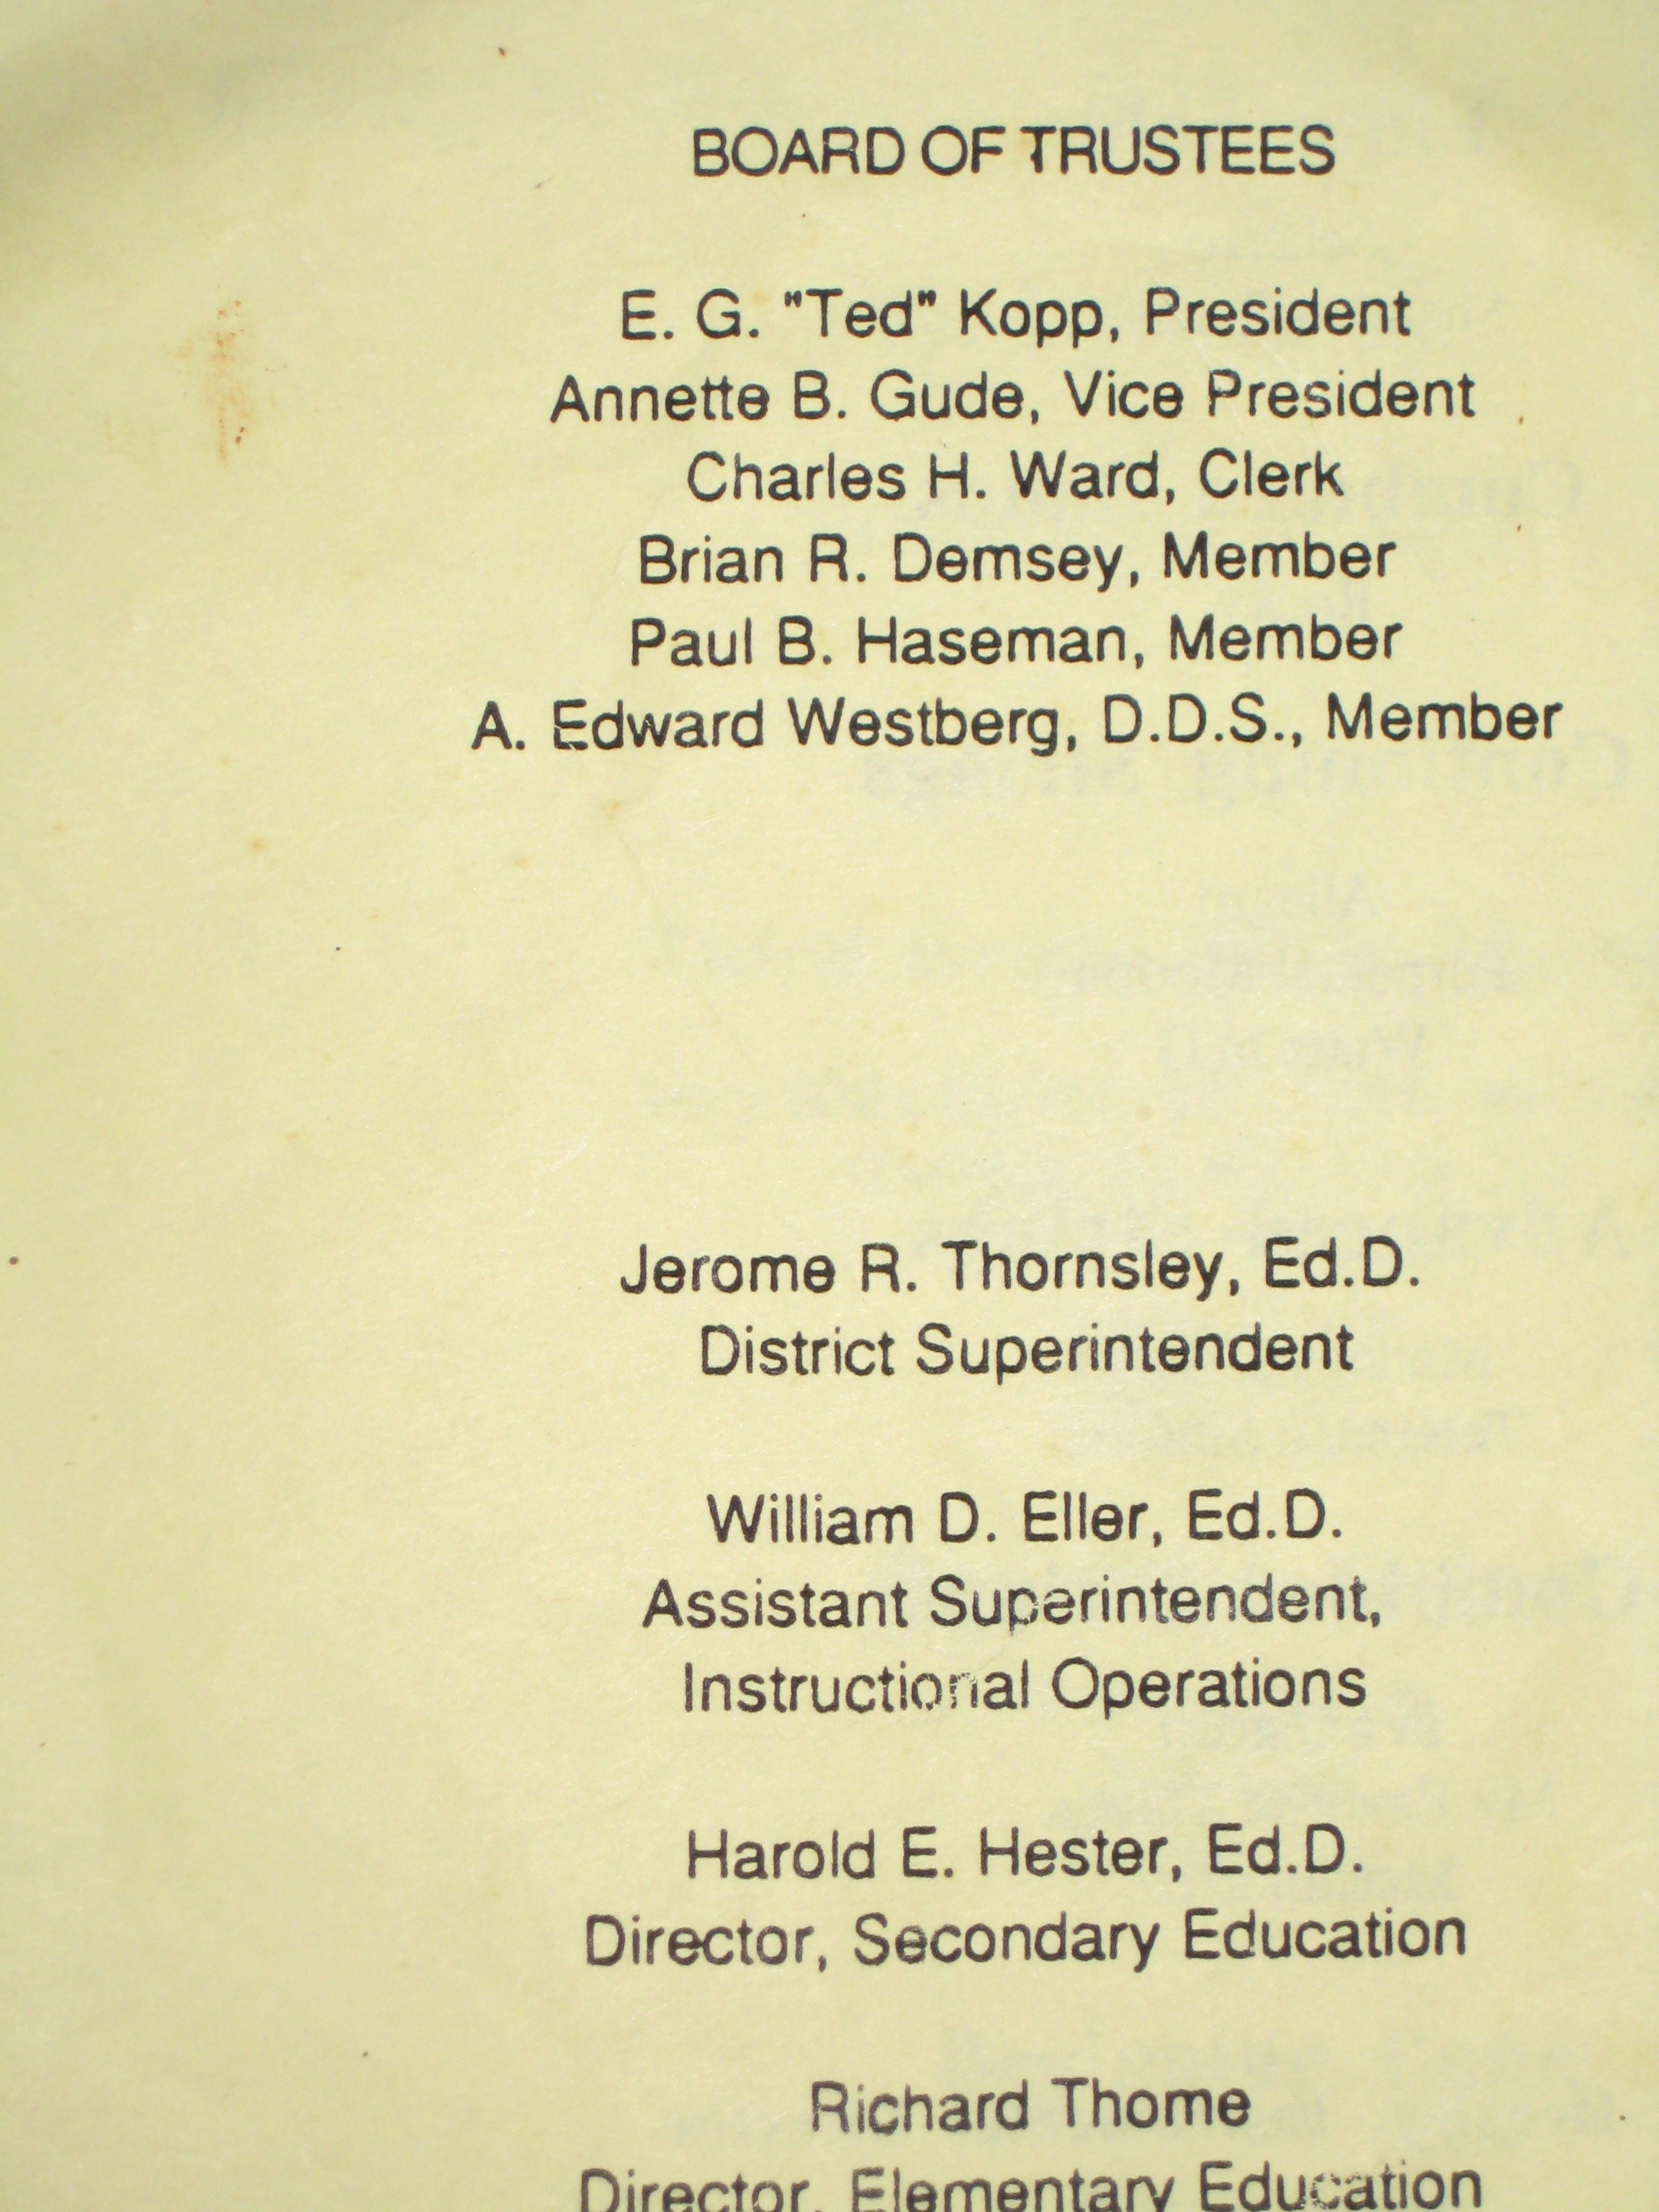 BOARD OF TRUSTEES
E. G. "Ted" Kopp, President
Annette B. Gude, Vice President
Charles H. Ward, Clerk
Brian R. Demsey, Member
Paul B. Haseman, Member
A. Edward Westberg, D.D.S., Member
Jerome R. Thornsley, Ed.D.
District Superintendent
William D. Eller, Ed.D.
Assistant Superintendent,
Instructional Operations
Harold E. Hester, Ed.D.
Director, Secondary Education
Richard Thome
Director, Elementary Education